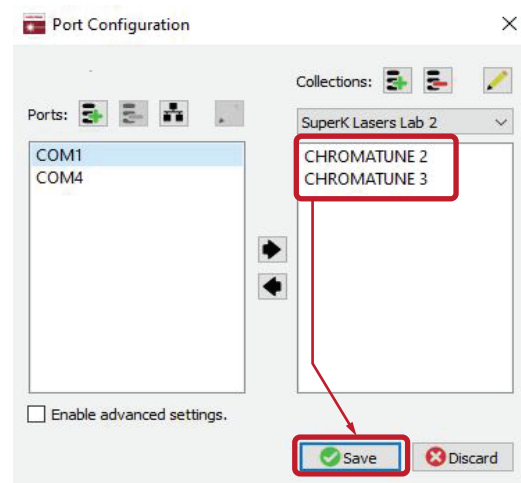 Port Configuration
Collections:
Ports:
SuperK Lasers Lab 2
COM1
COM4
CHROMATUNE 2
CHROMATUNE 3
Enable advanced settings.
Save
Discard